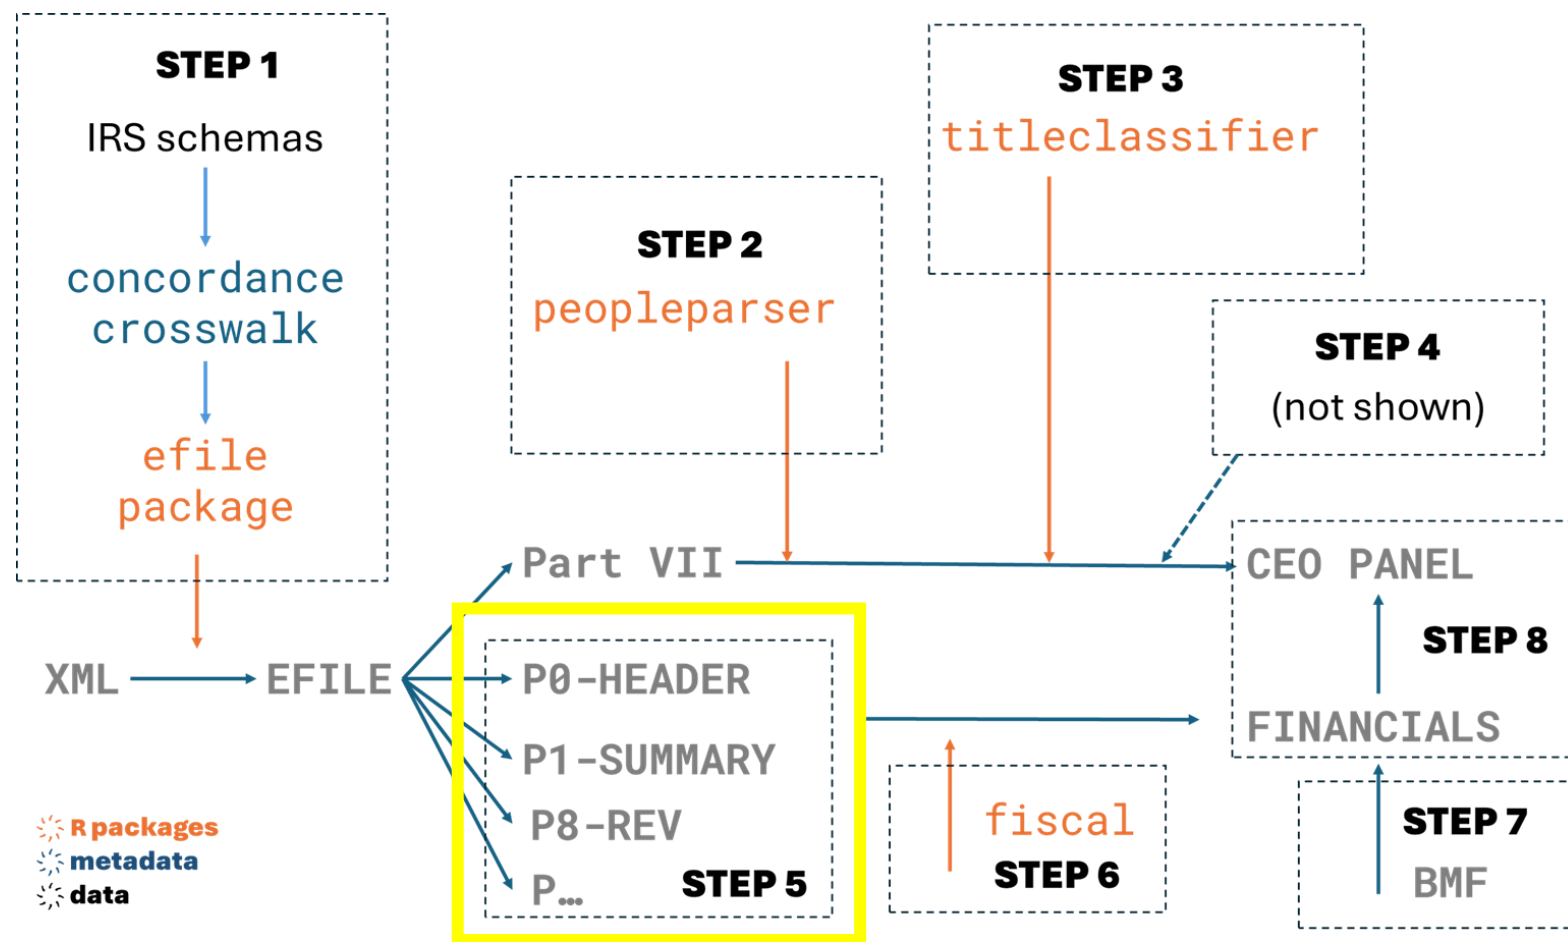 STEP 1
IRS schemas
concordance
crosswalk
efile
package
STEP 2
peopleparser
STEP 3
titleclassifier
STEP 4
(not shown)
XML
EFILE
Part VII
P0-HEADER
P1-SUMMARY
P8-REV
P…
STEP 5
fiscal
STEP 6
CEO PANEL
STEP 8
FINANCIALS
STEP 7
BMF
R packages
metadata
data